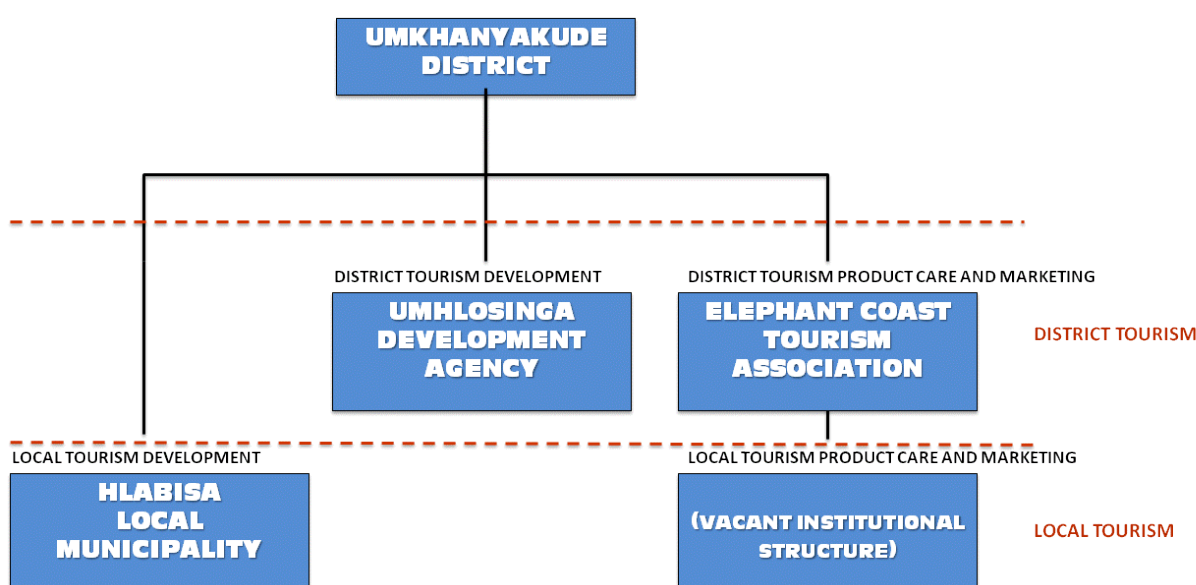 UMKHANYAKUDE
DISTRICT
DISTRICT TOURISM DEVELOPMENT
UMHLOSINGA
DEVELOPMENT
AGENCY
DISTRICT TOURISM PRODUCT CARE AND MARKETING
ELEPHANT COAST
TOURISM
ASSOCIATION
DISTRICT TOURISM
LOCAL TOURISM DEVELOPMENT
HLABISA
LOCAL
MUNICIPALITY
LOCAL TOURISM PRODUCT CARE AND MARKETING
(VACANT INSTITUTIONAL
STRUCTURE)
LOCAL TOURISM